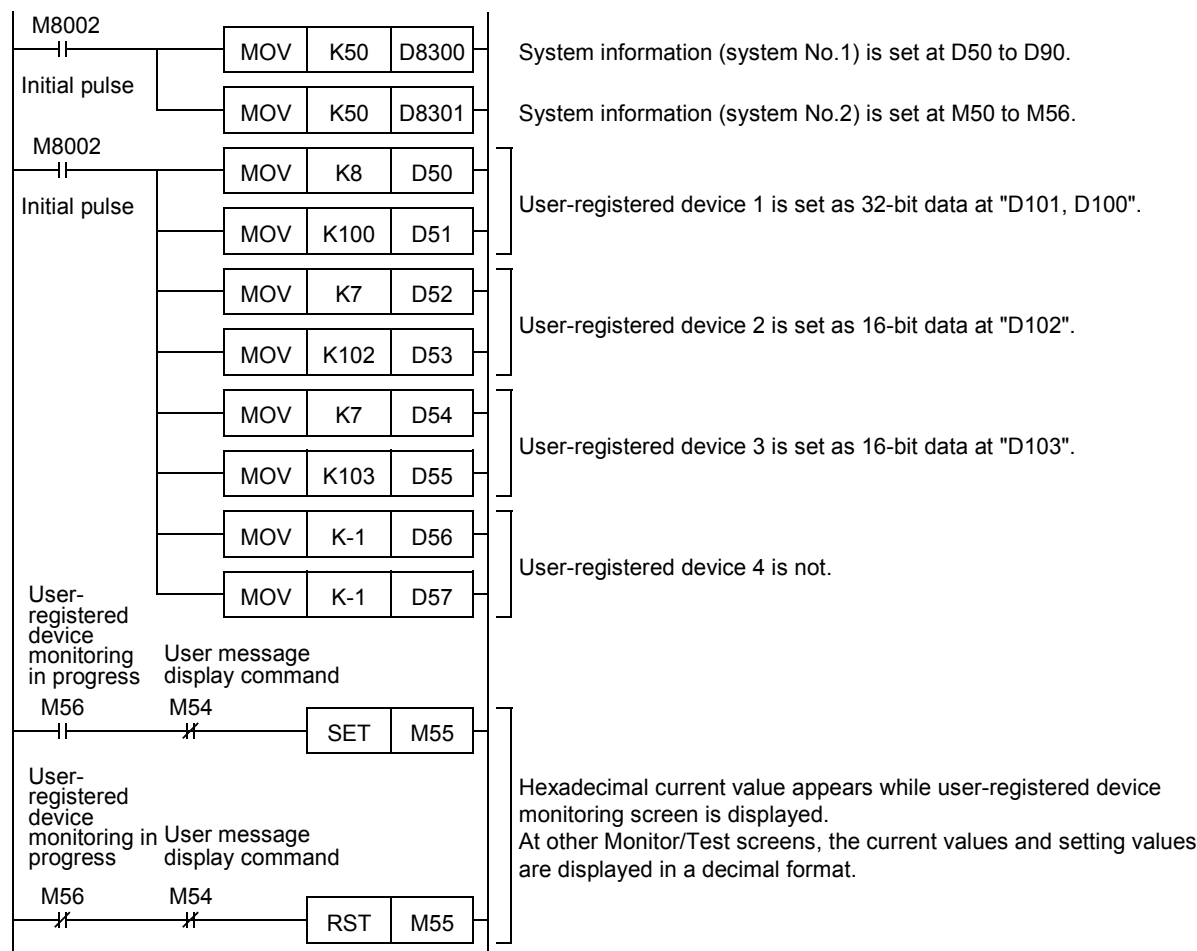 M8002
MOV K50 D8300
System information (system No.1) is set at D50 to D90.
Initial pulse
MOV K50 D8301
System information (system No.2) is set at M50 to M56.
M8002
MOV K8 D50
Initial pulse
User-registered device 1 is set as 32-bit data at "D101, D100".
MOV K100 D51
MOV K7 D52
User-registered device 2 is set as 16-bit data at "D102".
MOV K102 D53
MOV K7 D54
User-registered device 3 is set as 16-bit data at "D103".
MOV K103 D55
MOV K-1 D56
User-registered device 4 is not.
MOV K-1 D57
User-
registered
device
monitoring
in progress
User message
display command
M56 M54
SET M55
User-
registered
device
monitoring in
progress
User message
display command
M56 M54
RST M55
Hexadecimal current value appears while user-registered device
monitoring screen is displayed.
At other Monitor/Test screens, the current values and setting values
are displayed in a decimal format.